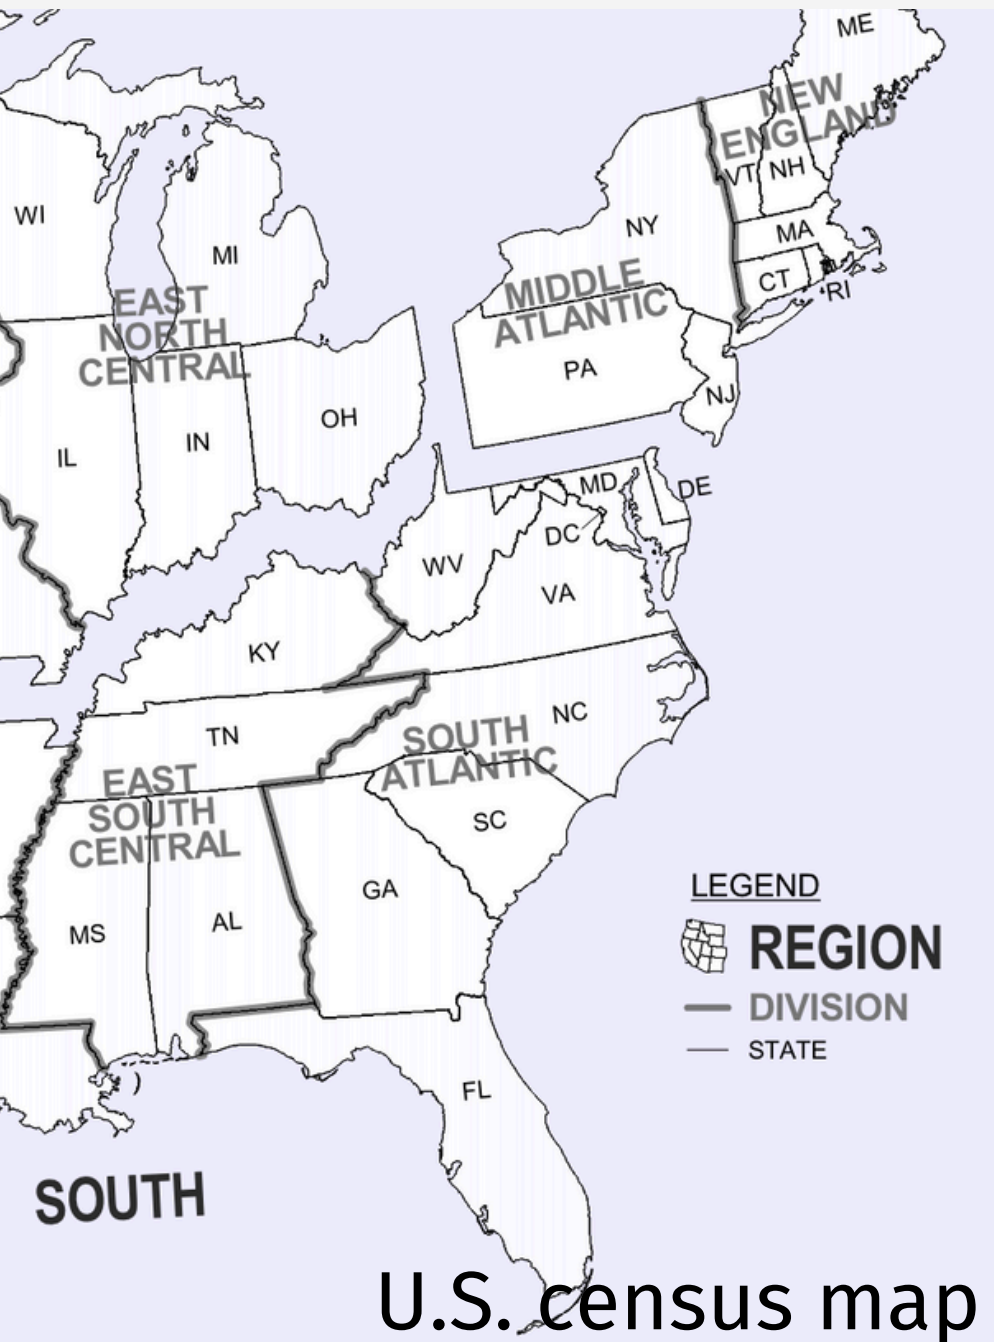 ME
NEW
ENGLAND
VT
NH
WI
NY
MA
MI
CT
RI
MIDDLE
ATLANTIC
EAST
NORTH
CENTRAL
PA
NJ
OH
IN
IL
MD
DE
DC
WV
VA
KY
NC
TN
SOUTH
ATLANTIC
EAST
SOUTH
CENTRAL
SC
GA
MS
AL
LEGEND
REGION
DIVISION
STATE
FL
SOUTH
U.S. census map